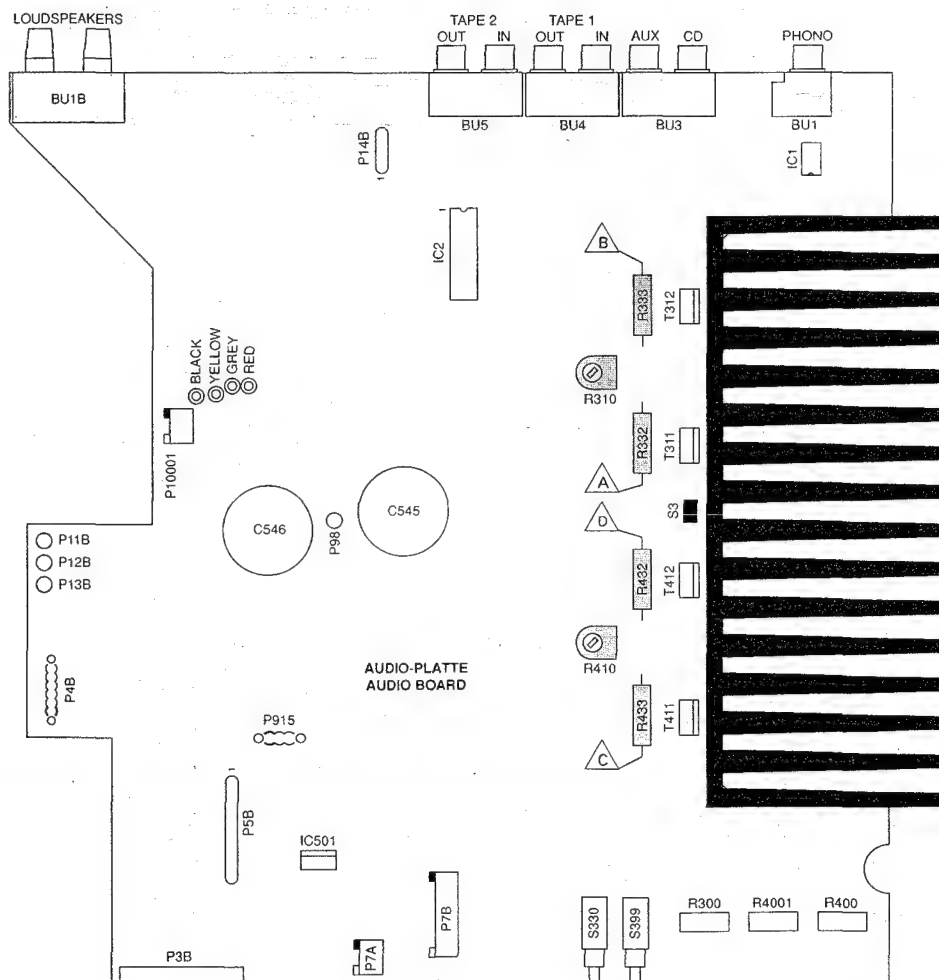 LOUDSPEAKERS
TAPE 2
TAPE 1
OUT IN
OUT IN
AUX CD
PHONO
BU1B
BU5
BU4
BU3
BU1
P14B
1
IC1
1
IC2
B
R333
T312
BLACK
YELLOW
GREY
RED
R310
P10001
R332
T311
A
C546
P98
C545
S3
D
P11B
P12B
P13B
R432
T412
R410
AUDIO-PLATTE
AUDIO BOARD
P4B
R433
T411
P915
C
1
P5B
IC501
P7B
S330
S399
R300
R4001
R400
P3B
P7A